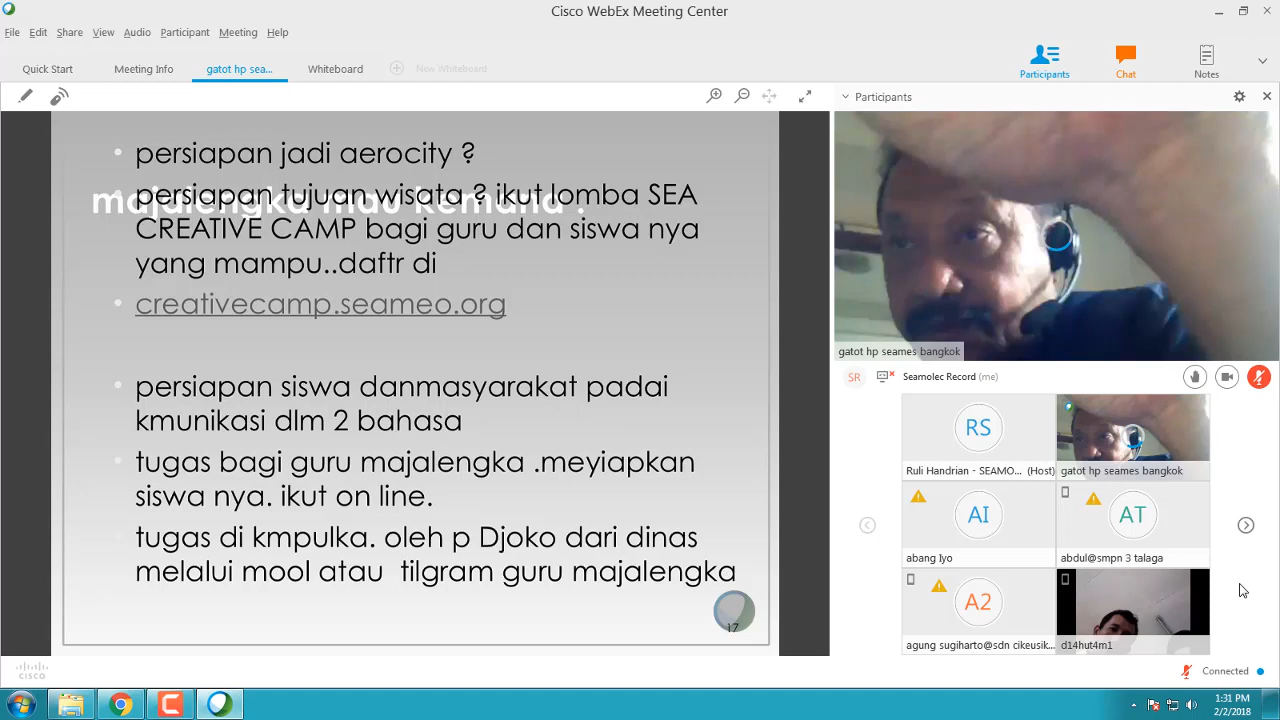 Cisco WebEx Meeting Center
File Edit Share View Audio Participant Meeting Help
Quick Start Meeting Info gatot hp sea... Whiteboard New Whiteboard
Participants Chat Notes
Participants
majalengka mau kemana .
persiapan jadi aerocity ?
persiapan tujuan wisata ? ikut lomba SEA
CREATIVE CAMP bagi guru dan siswa nya
yang mampu..daftr di
creativecamp.seameo.org
persiapan siswa danmasyarakat padai
kmunikasi dlm 2 bahasa
tugas bagi guru majalengka .meyiapkan
siswa nya. ikut on line.
tugas di kmpulka. oleh p Djoko dari dinas
melalui mool atau tilgram guru majalengka
17
gatot hp seames bangkok
SR Seamolec Record (me)
RS
Ruli Handrian - SEAMO... (Host)
gatot hp seames bangkok
AI
abang Iyo
AT
abdul@smpn 3 talaga
A2
agung sugiharto@sdn cikeusik...
d14hut4m1
cisco
Connected
1:31 PM
2/2/2018